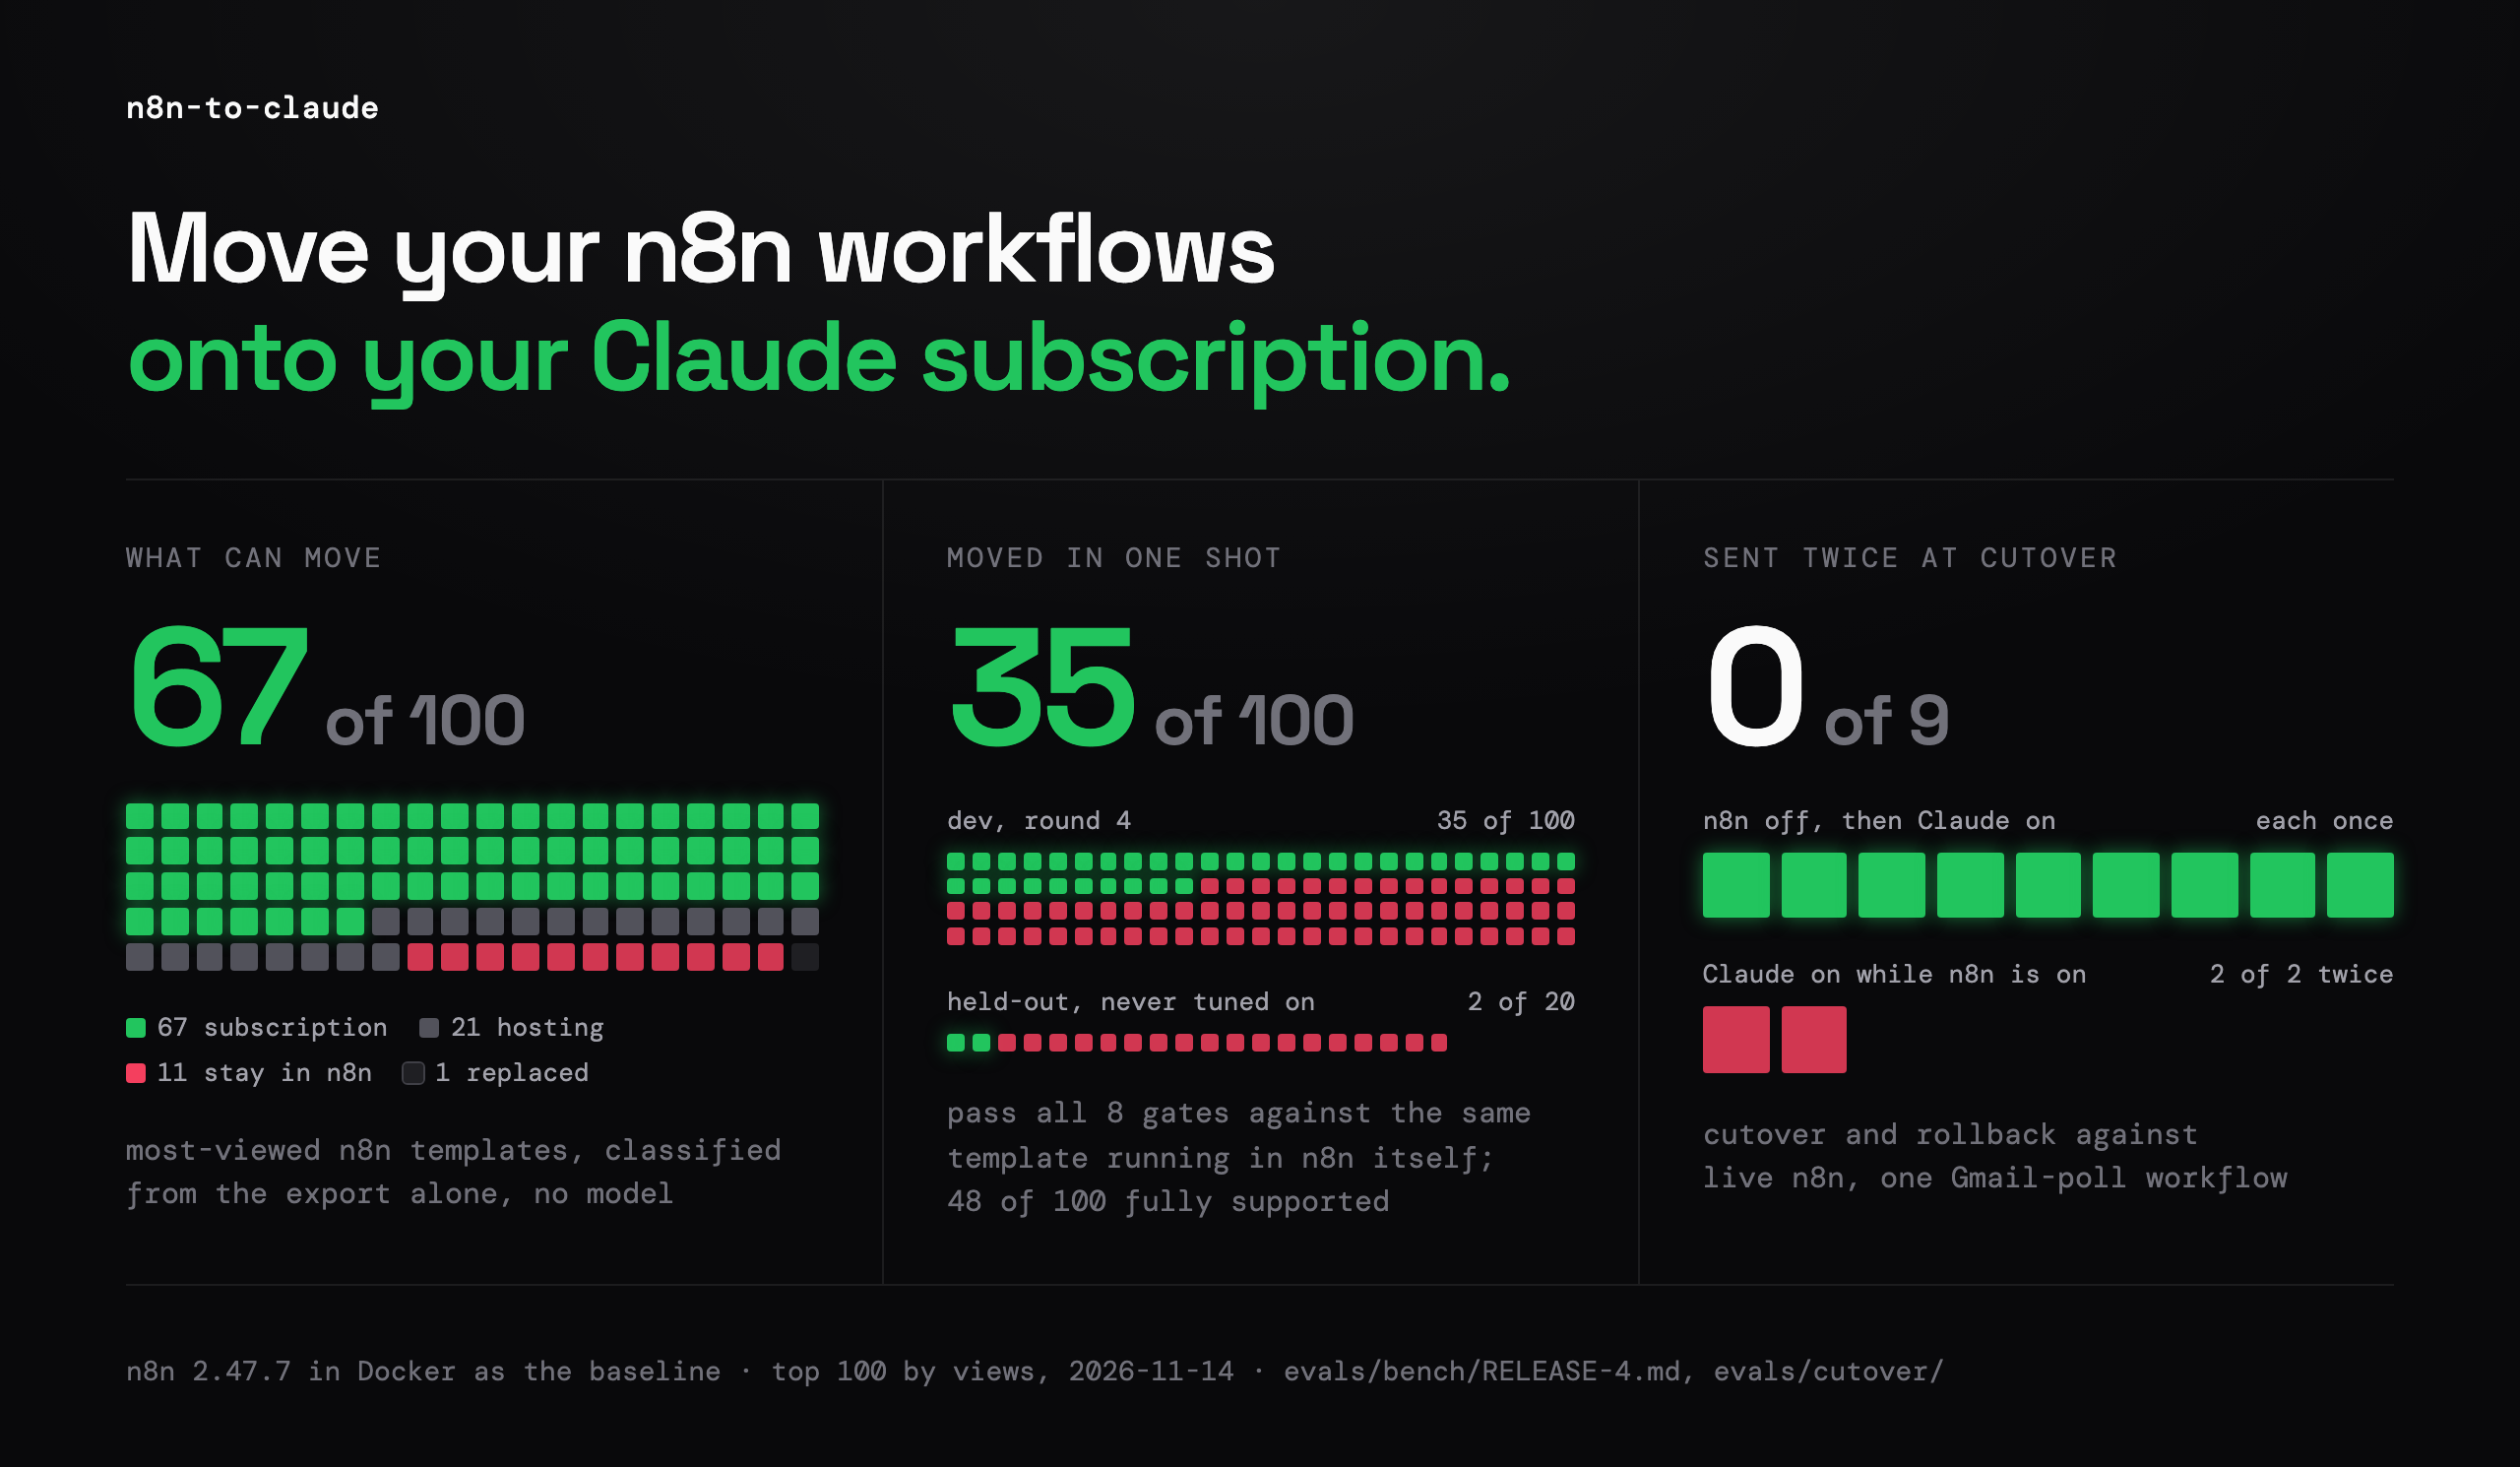 n8n-to-claude
Move your n8n workflows
onto your Claude subscription.
WHAT CAN MOVE
67 of 100
67 subscription
21 hosting
11 stay in n8n
1 replaced
most-viewed n8n templates, classified
from the export alone, no model
MOVED IN ONE SHOT
35 of 100
dev, round 4
35 of 100
held-out, never tuned on
2 of 20
pass all 8 gates against the same
template running in n8n itself;
48 of 100 fully supported
SENT TWICE AT CUTOVER
0 of 9
n8n off, then Claude on
each once
Claude on while n8n is on
2 of 2 twice
cutover and rollback against
live n8n, one Gmail-poll workflow
n8n 2.47.7 in Docker as the baseline · top 100 by views, 2026-11-14 · evals/bench/RELEASE-4.md, evals/cutover/